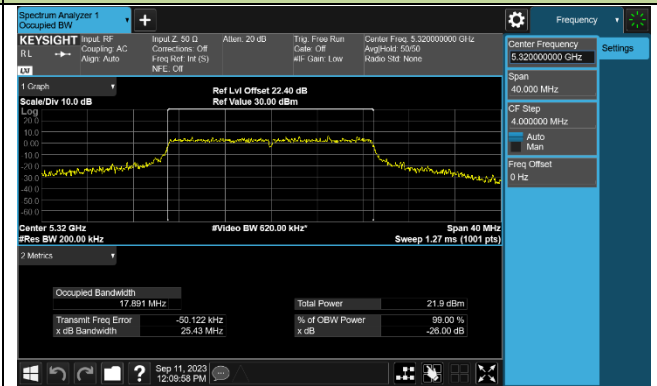 Spectrum Analyzer 1
Occupied BW
+
Frequency
KEYSIGHT
RL
LXI
Input: RF
Coupling: AC
Align: Auto
Input Z: 50 Ω
Corrections: Off
Freq Ref: Int (S)
NFE: Off
Atten: 20 dB
Trig: Free Run
Gate: Off
#IF Gain: Low
Center Freq: 5.320000000 GHz
Avg|Hold: 50/50
Radio Std: None
Center Frequency
5.320000000 GHz
Settings
Span
40.000 MHz
CF Step
4.000000 MHz
Auto
Man
Freq Offset
0 Hz
1 Graph
Scale/Div 10.0 dB
Ref Lvl Offset 22.40 dB
Ref Value 30.00 dBm
Log
20.0
10.0
0.00
-10.0
-20.0
-30.0
-40.0
-50.0
-60.0
Center 5.32 GHz
#Video BW 620.00 kHz*
Span 40 MHz
#Res BW 200.00 kHz
Sweep 1.27 ms (1001 pts)
2 Metrics
Occupied Bandwidth
17.891 MHz
Total Power
21.9 dBm
Transmit Freq Error
-50.122 kHz
% of OBW Power
99.00 %
x dB Bandwidth
25.43 MHz
x dB
-26.00 dB
?
Sep 11, 2023
12:09:58 PM